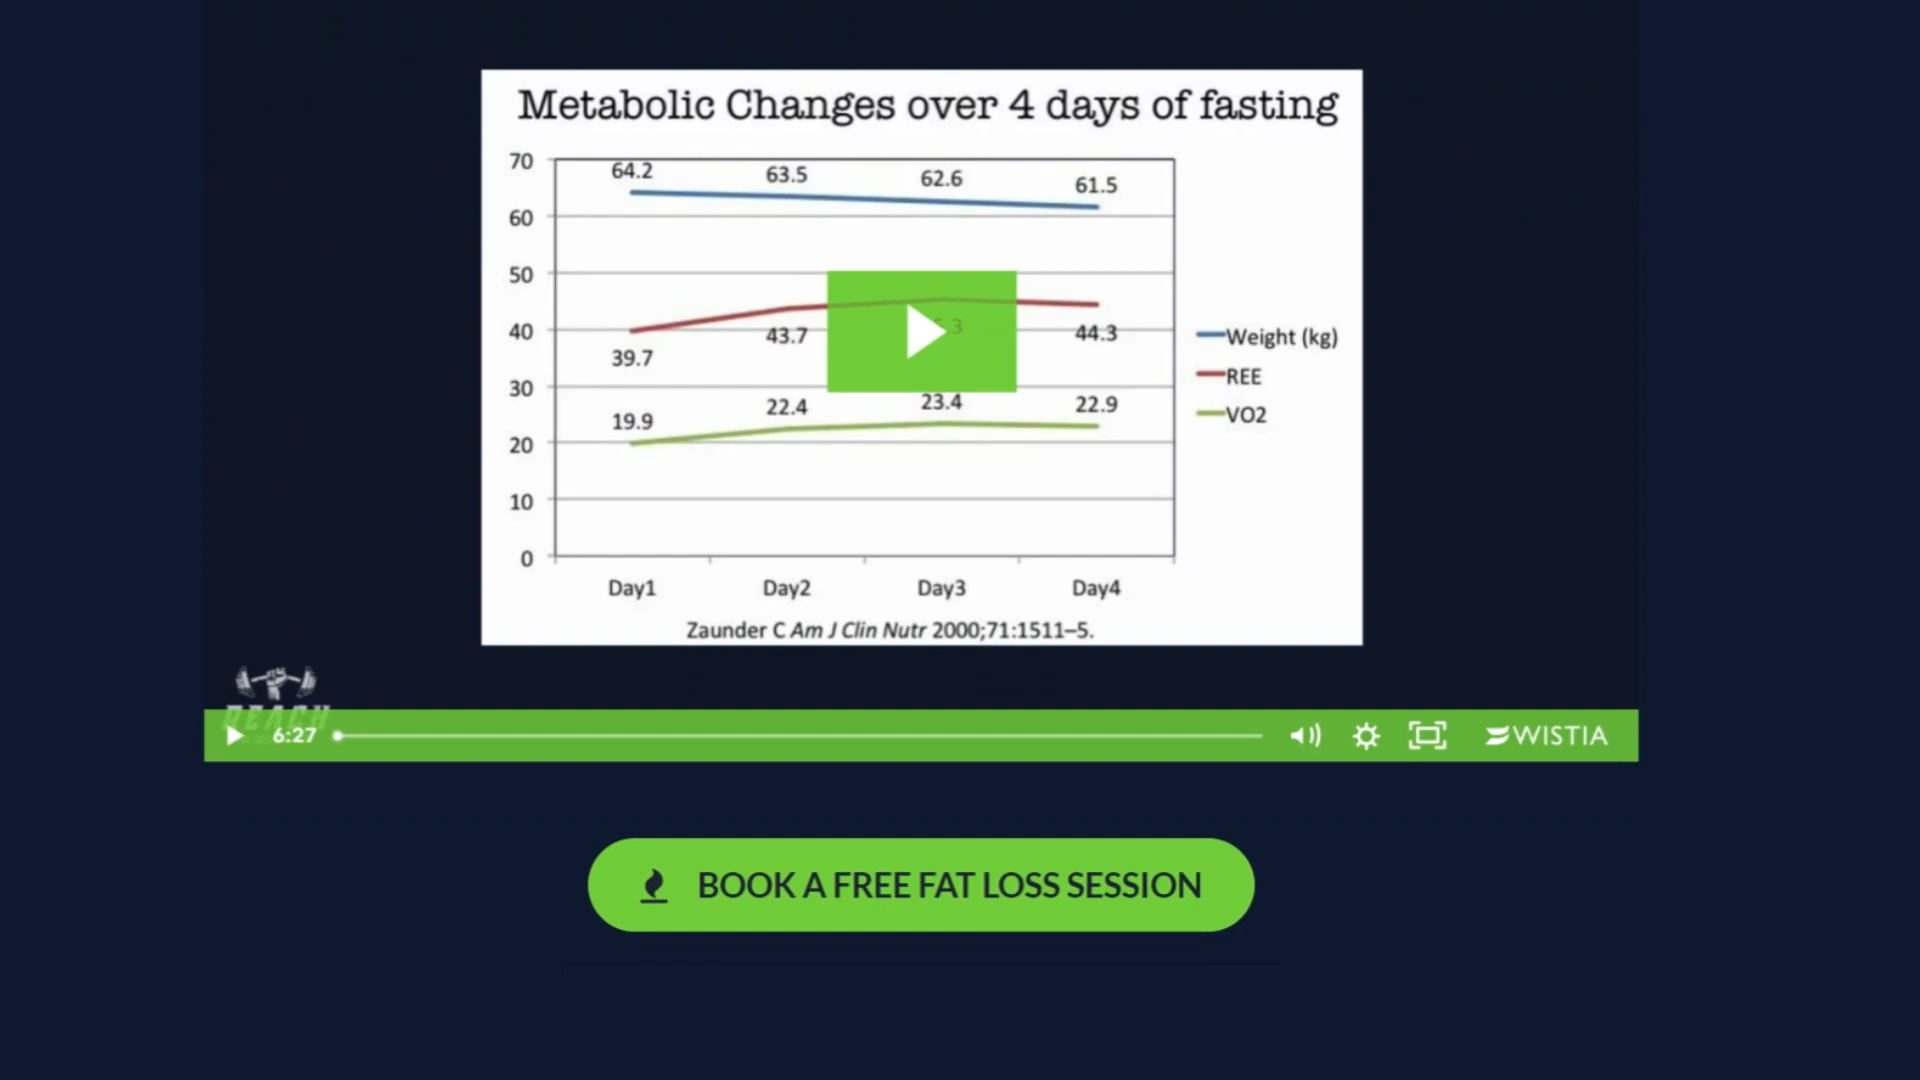 Metabolic Changes over 4 days of fasting
70
64.2 63.5 62.6 61.5
60
50
40
43.7 44.3
39.7
Weight (kg)
REE
VO2
30
19.9 22.4 23.4 22.9
20
10
0
Day1 Day2 Day3 Day4
Zaunder C Am J Clin Nutr 2000;71:1511–5.
REACH
6:27 WISTIA
BOOK A FREE FAT LOSS SESSION